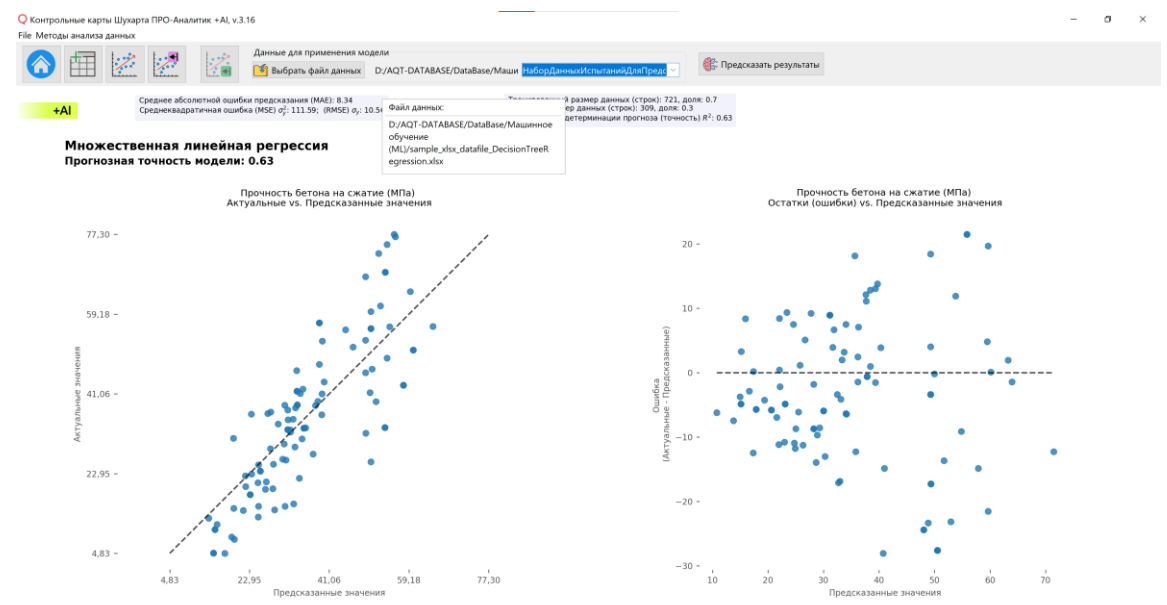 Контрольные карты Шухарта ПРО-Аналитик +AI, v.3.16
File Методы анализа данных
Данные для применения модели
Выбрать файл данных D:/AQT-DATABASE/DataBase/Маши НаборДанныхИспытанийДляПредс Предсказать результаты
+AI
Среднее абсолютной ошибки предсказания (MAE): 8.34
Среднеквадратичная ошибка (MSE) σ²ᵧ: 111.59; (RMSE) σᵧ: 10.56
размер данных (строк): 721, доля: 0.7
данных (строк): 309, доля: 0.3
детерминации прогноза (точность) R²: 0.63
Файл данных:
D:/AQT-DATABASE/DataBase/Машинное
обучение
(ML)/sample_xlsx_datafile_DecisionTreeR
egression.xlsx
Множественная линейная регрессия
Прогнозная точность модели: 0.63
Прочность бетона на сжатие (МПа)
Актуальные vs. Предсказанные значения
77,30
59,18
41,06
22,95
4,83
Актуальные значения
4,83 22,95 41,06 59,18 77,30
Предсказанные значения
Прочность бетона на сжатие (МПа)
Остатки (ошибки) vs. Предсказанные значения
20
10
0
−10
−20
−30
Ошибка
(Актуальные - Предсказанные)
10 20 30 40 50 60 70
Предсказанные значения